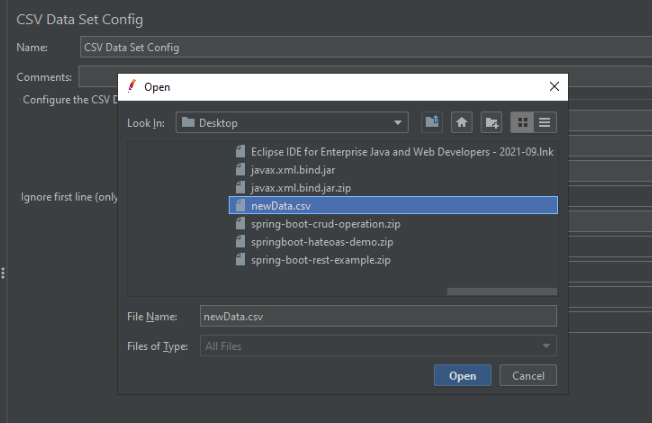 CSV Data Set Config
Name: CSV Data Set Config
Comments:
Configure the CSV D
Open
Look In: Desktop
Eclipse IDE for Enterprise Java and Web Developers - 2021-09.lnk
javax.xml.bind.jar
javax.xml.bind.jar.zip
newData.csv
Ignore first line (only
spring-boot-crud-operation.zip
springboot-hateoas-demo.zip
spring-boot-rest-example.zip
File Name: newData.csv
Files of Type: All Files
Open Cancel